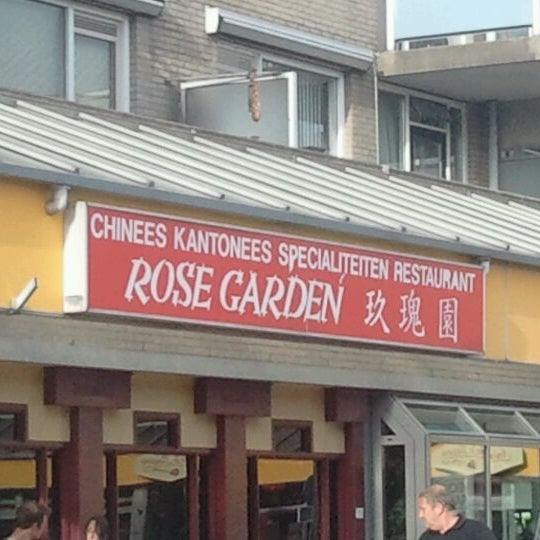 CHINEES KANTONEES SPECIALITEITEN RESTAURANT
ROSE GARDEN 玫瑰園